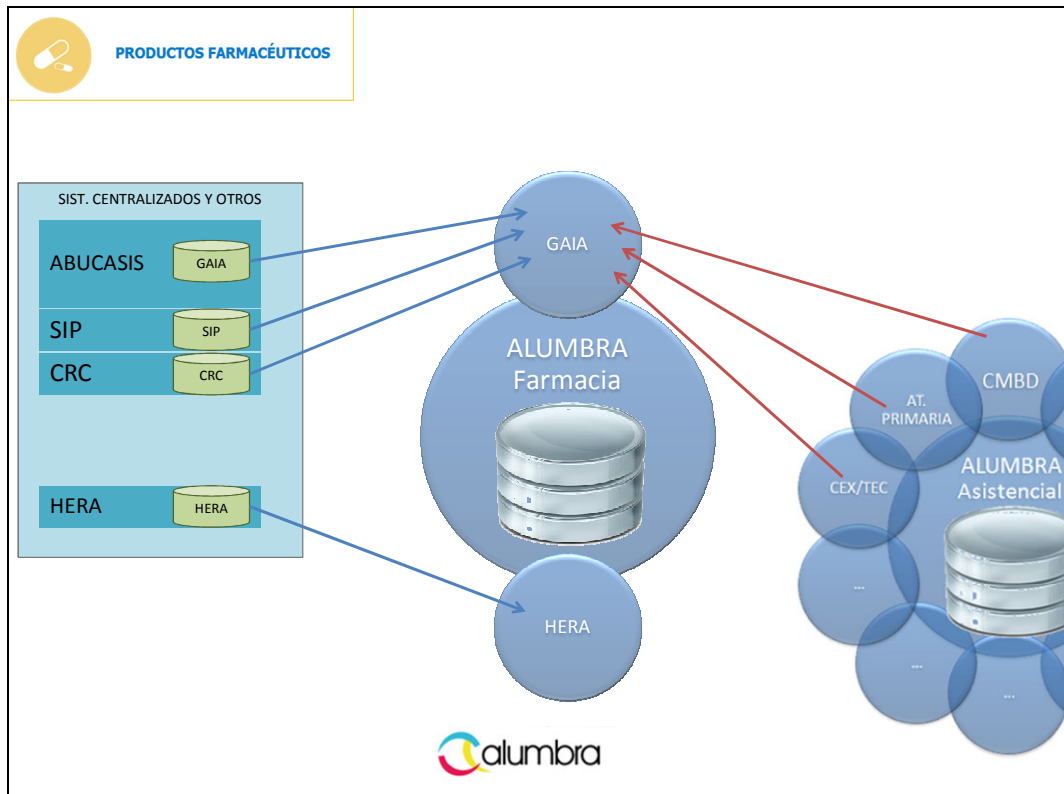 PRODUCTOS FARMACÉUTICOS
SIST. CENTRALIZADOS Y OTROS
ABUCASIS
GAIA
SIP
SIP
CRC
CRC
HERA
HERA
GAIA
ALUMBRA
Farmacia
HERA
CMBD
AT.
PRIMARIA
CEX/TEC
ALUMBRA
Asistencial
...
...
...
alumbra